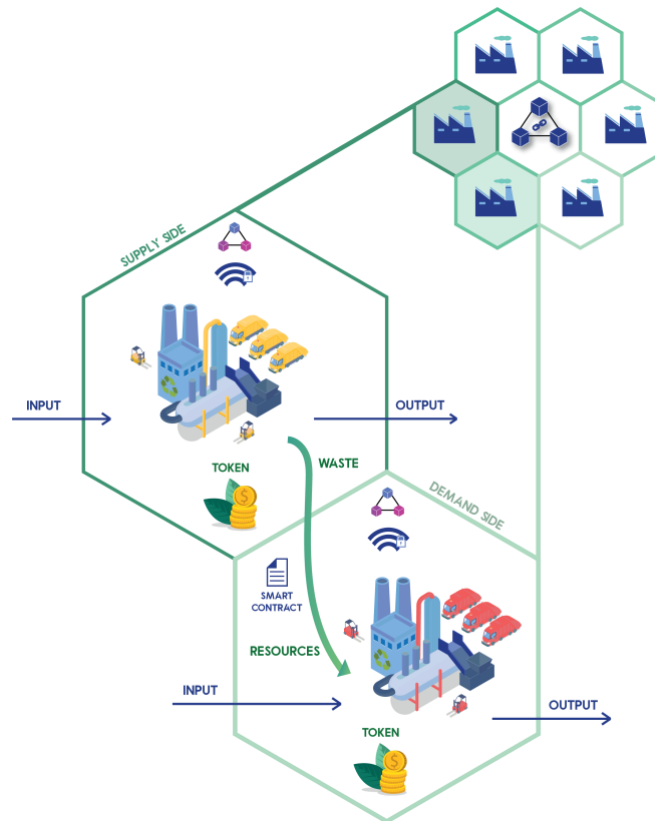 SUPPLY SIDE
INPUT
OUTPUT
WASTE
TOKEN
$
DEMAND SIDE
SMART
CONTRACT
RESOURCES
INPUT
OUTPUT
TOKEN
$